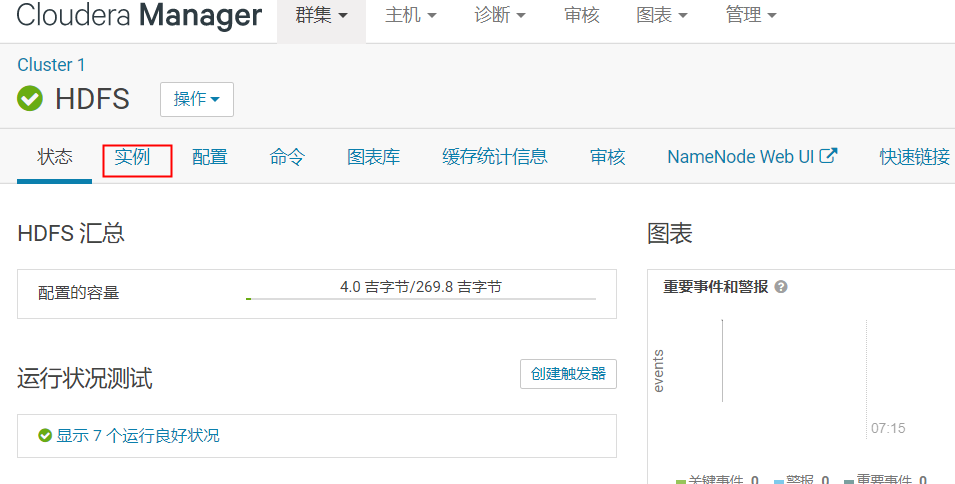 Cloudera Manager 群集 主机 诊断 审核 图表 管理
Cluster 1
HDFS 操作
状态 实例 配置 命令 图表库 缓存统计信息 审核 NameNode Web UI 快速链接
HDFS 汇总
图表
配置的容量 4.0 吉字节/269.8 吉字节
重要事件和警报
events
07:15
运行状况测试 创建触发器
显示 7 个运行良好状况
关键事件 0 警报 0 重要事件 0